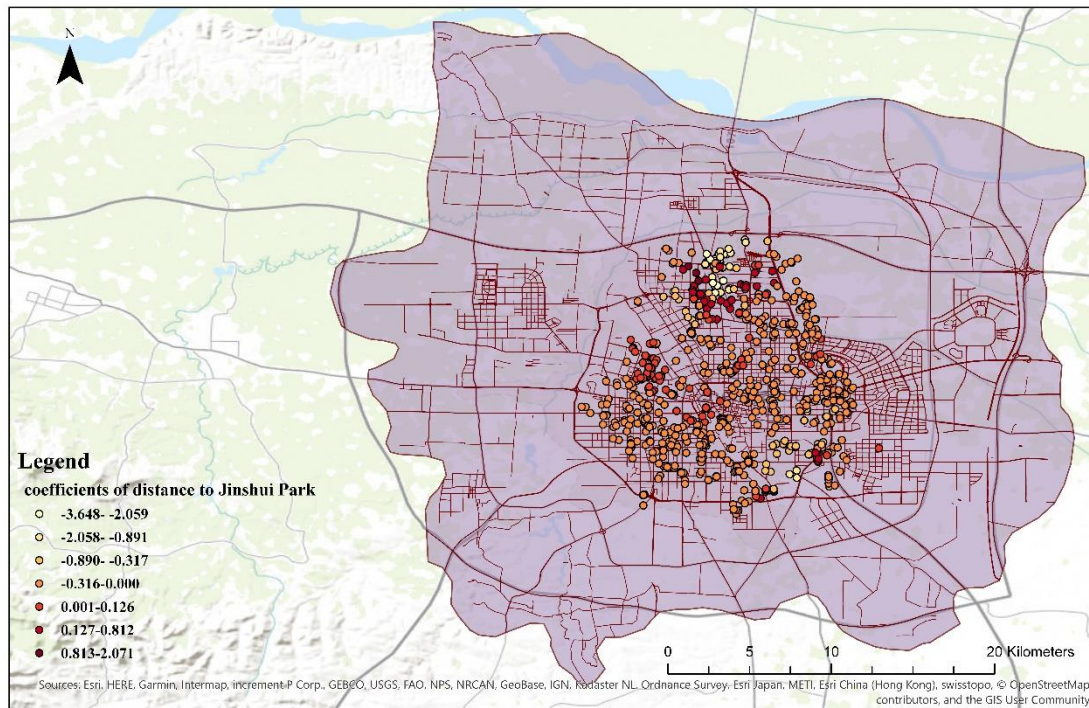 N
Legend
coefficients of distance to Jinshui Park
-3.648- -2.059
-2.058- -0.891
-0.890- -0.317
-0.316-0.000
0.001-0.126
0.127-0.812
0.813-2.071
0 5 10 20 Kilometers
Sources: Esri, HERE, Garmin, Intermap, increment P Corp., GEBCO, USGS, FAO, NPS, NRCAN, GeoBase, IGN, Kadaster NL, Ordnance Survey, Esri Japan, METI, Esri China (Hong Kong), swisstopo, © OpenStreetMap
contributors, and the GIS User Community